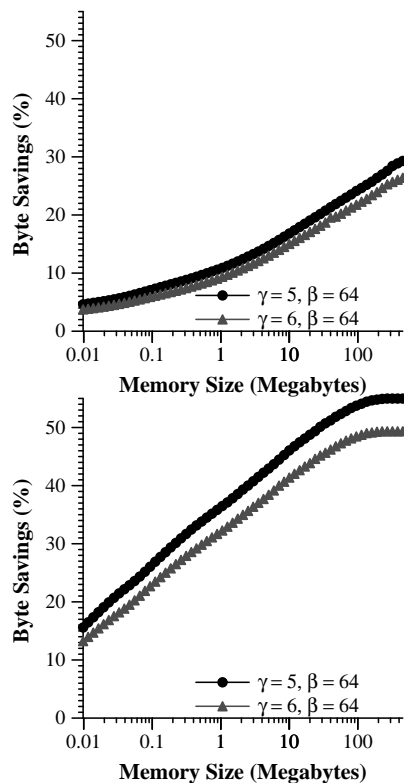 50
40
30
20
10
0
Byte Savings (%)
γ = 5, β = 64
γ = 6, β = 64
0.01 0.1 1 10 100
Memory Size (Megabytes)
50
40
30
20
10
0
Byte Savings (%)
γ = 5, β = 64
γ = 6, β = 64
0.01 0.1 1 10 100
Memory Size (Megabytes)